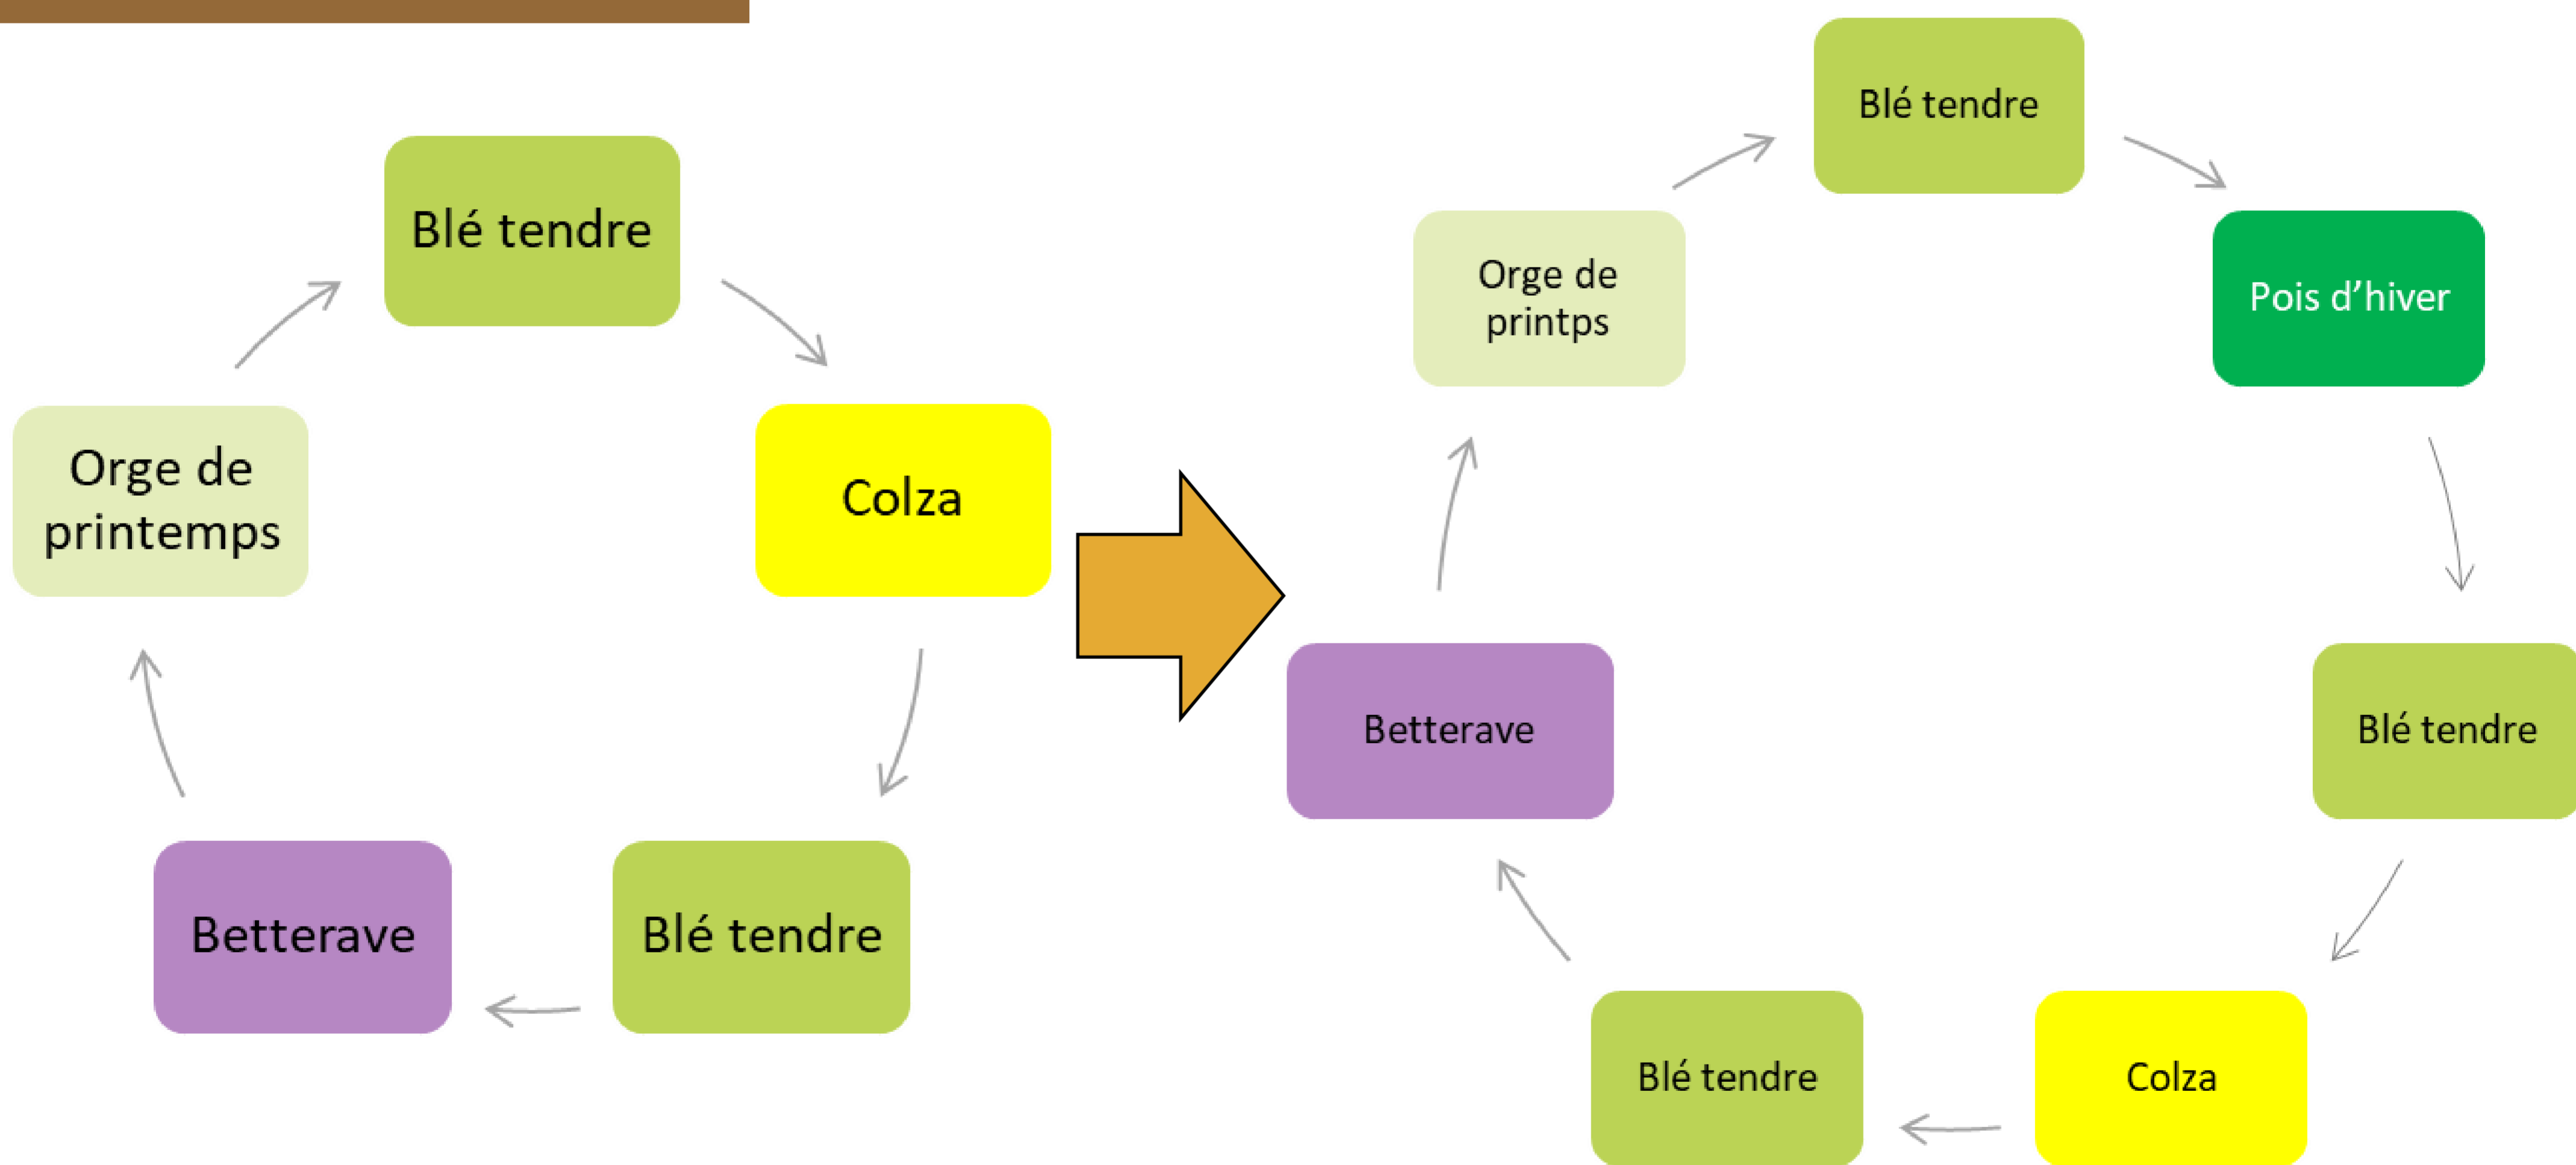 Blé tendre
Colza
Blé tendre
Betterave
Orge de
printemps
Blé tendre
Pois d’hiver
Blé tendre
Colza
Blé tendre
Betterave
Orge de
printps